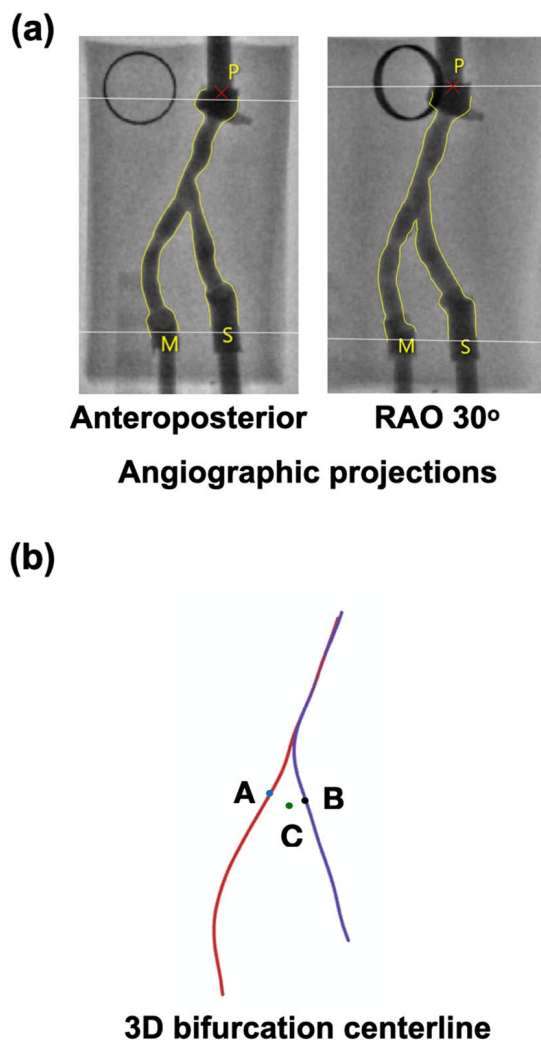 (a)
P
P
M
S
M
S
Anteroposterior
RAO 30º
Angiographic projections
(b)
A
B
C
3D bifurcation centerline